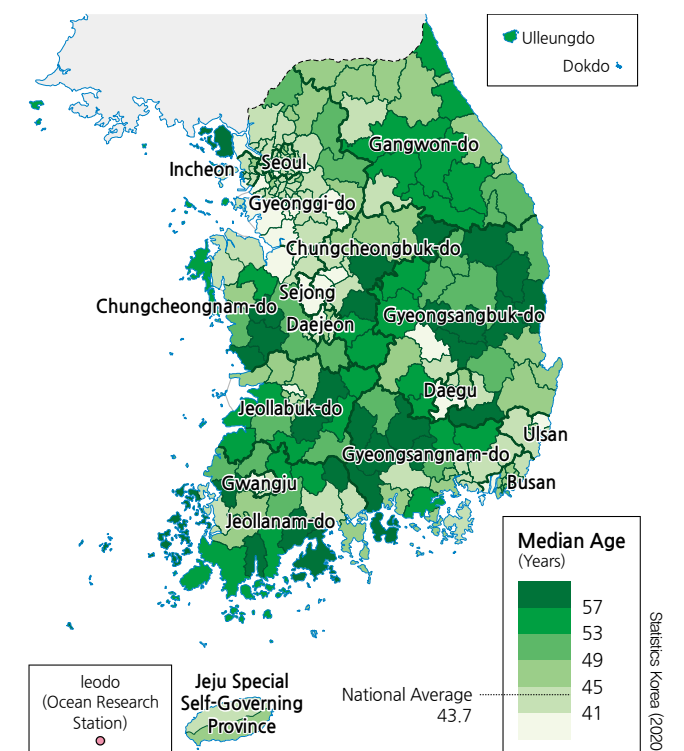 Ulleungdo
Dokdo
Gangwon-do
Incheon
Seoul
Gyeonggi-do
Chungcheongbuk-do
Sejong
Chungcheongnam-do
Gyeongsangbuk-do
Daejeon
Daegu
Jeollabuk-do
Ulsan
Gyeongsangnam-do
Gwangju
Busan
Jeollanam-do
Median Age
(Years)
57
53
49
45
41
National Average
43.7
Statistics Korea (2020
Ieodo
(Ocean Research
Station)
Jeju Special
Self-Governing
Province